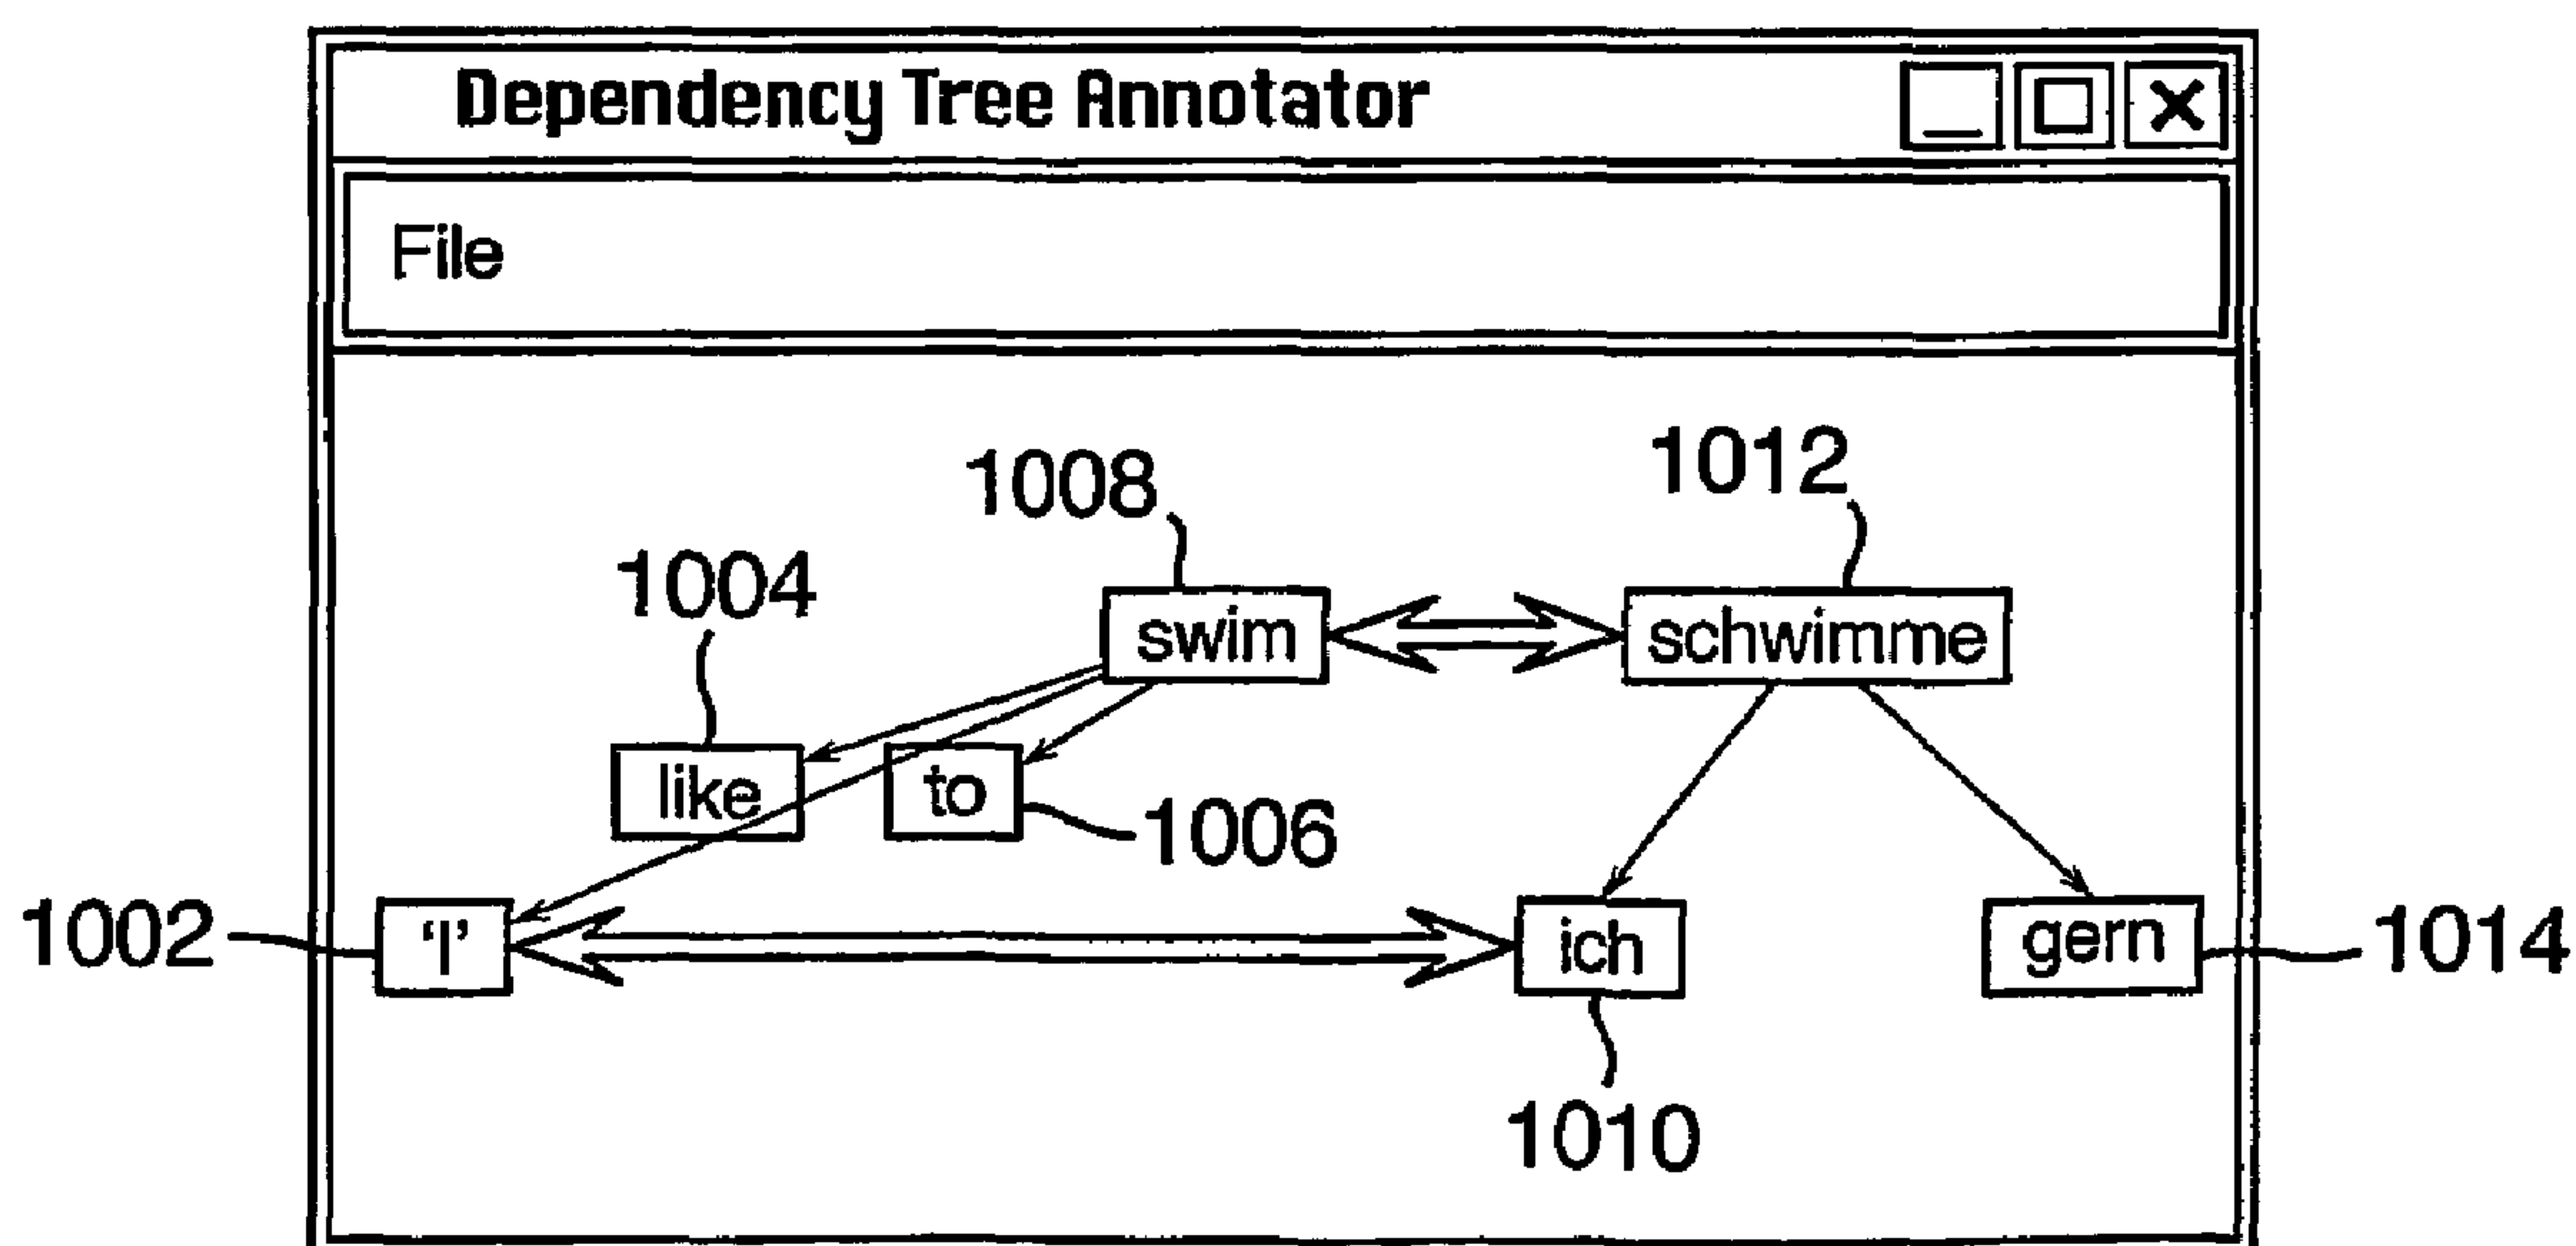 Dependency Tree Annotator
File
1008 1012
1004
swim schwimme
like to
1006
1002 'I' ich gern 1014
1010